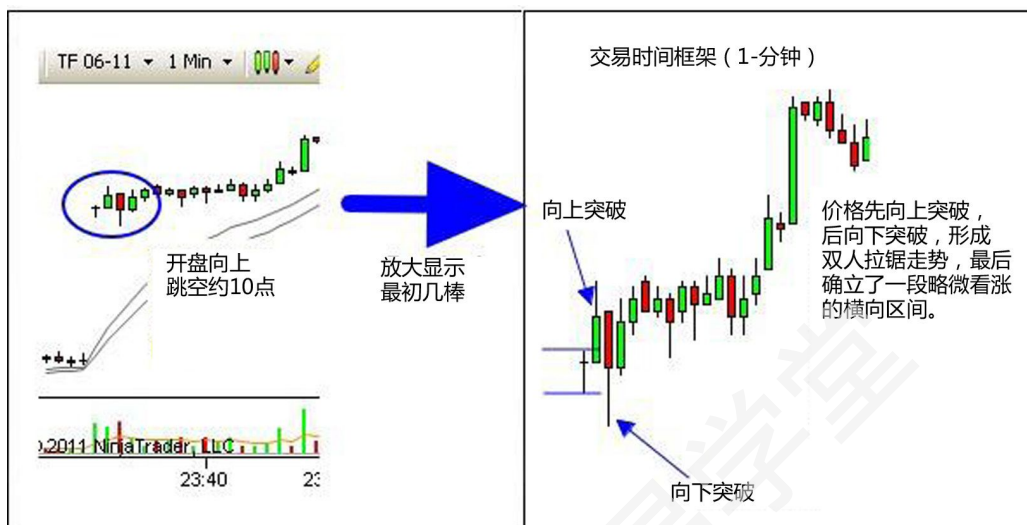 TF 06-11
1 Min
开盘向上
跳空约10点
.2011 NinjaTrader, LLC
23:40
放大显示
最初几棒
交易时间框架（1-分钟）
向上突破
价格先向上突破，
后向下突破，形成
双人拉锯走势，最后
确立了一段略微看涨
的横向区间。
向下突破